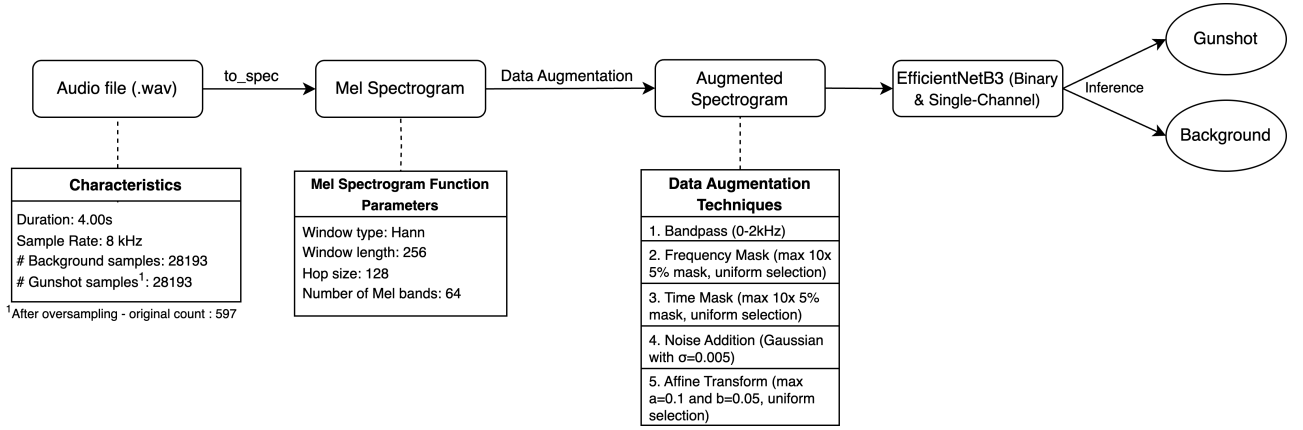 Audio file (.wav)
to_spec
Mel Spectrogram
Data Augmentation
Augmented
Spectrogram
EfficientNetB3 (Binary
& Single-Channel)
Inference
Gunshot
Background
Characteristics
Duration: 4.00s
Sample Rate: 8 kHz
# Background samples: 28193
# Gunshot samples¹: 28193
¹After oversampling - original count : 597
Mel Spectrogram Function
Parameters
Window type: Hann
Window length: 256
Hop size: 128
Number of Mel bands: 64
Data Augmentation
Techniques
1. Bandpass (0-2kHz)
2. Frequency Mask (max 10x
5% mask, uniform selection)
3. Time Mask (max 10x 5%
mask, uniform selection)
4. Noise Addition (Gaussian
with σ=0.005)
5. Affine Transform (max
a=0.1 and b=0.05, uniform
selection)